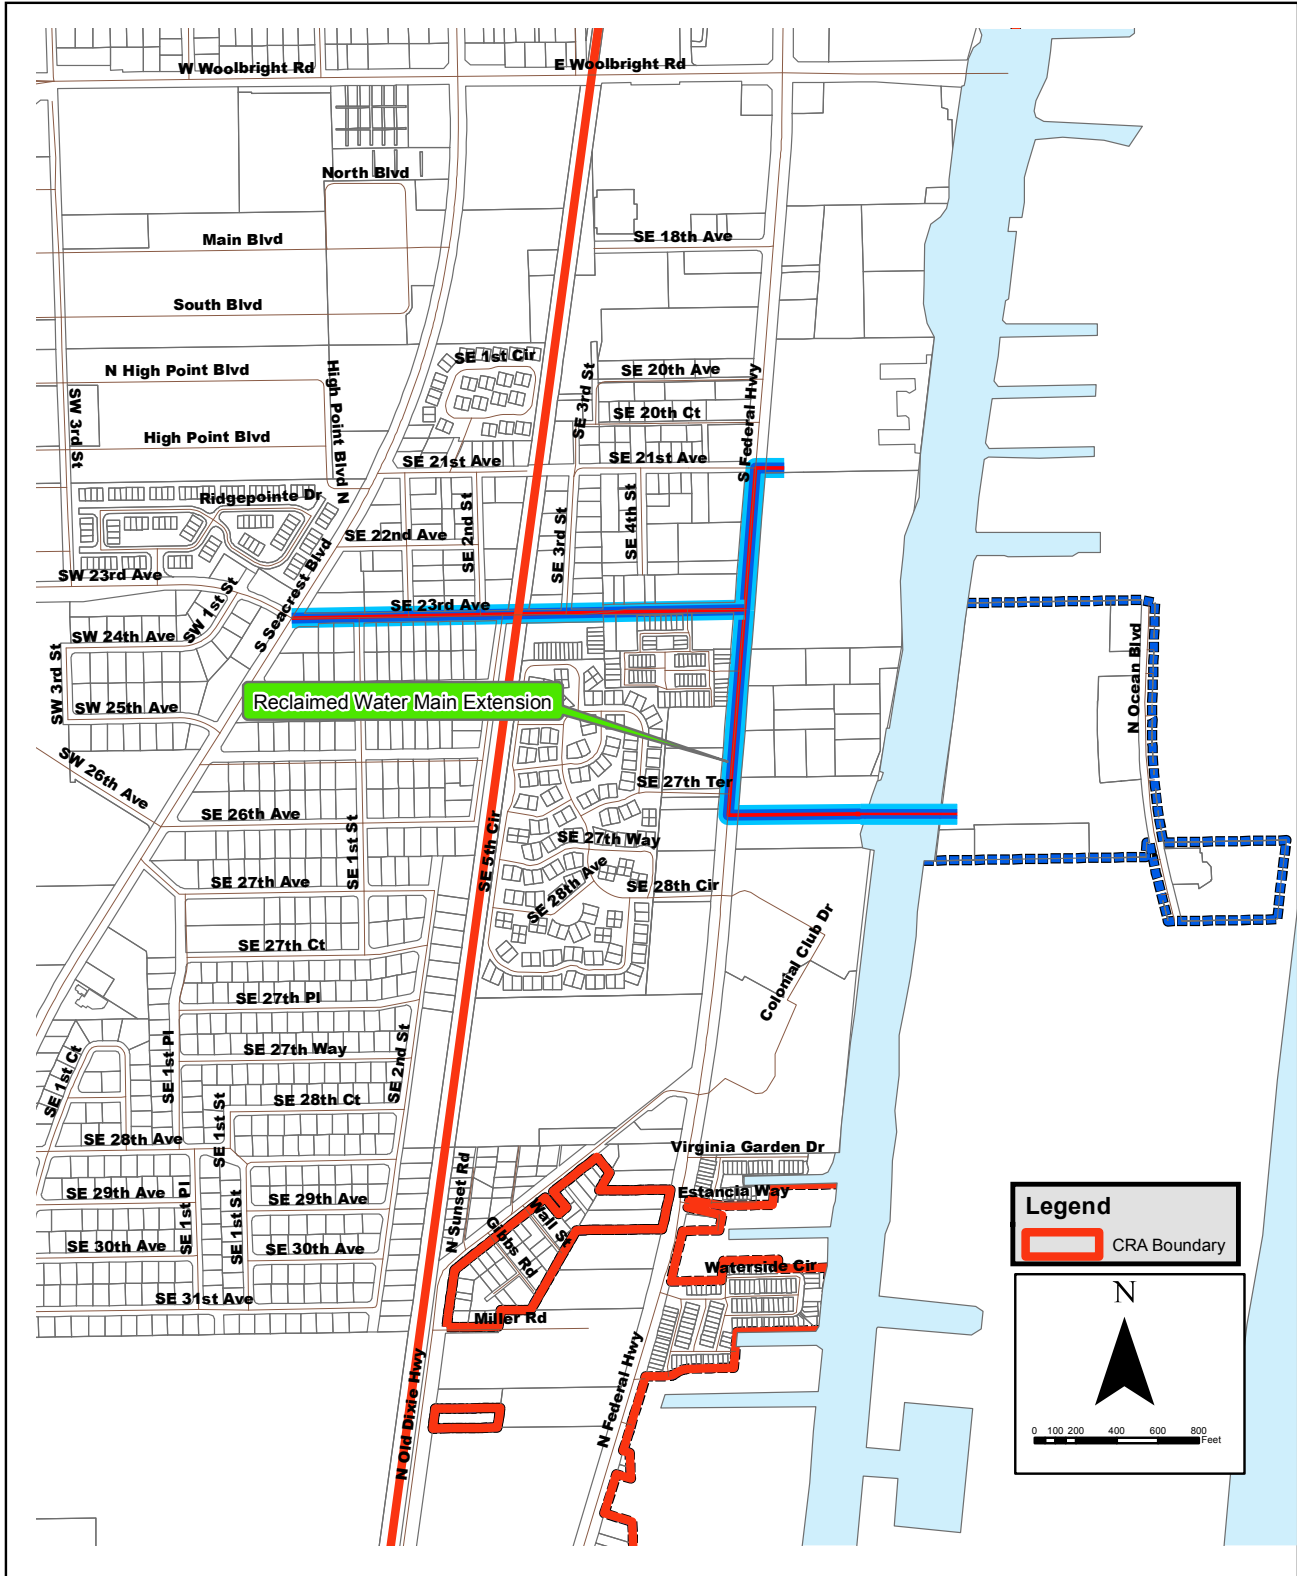 W Woolbright Rd
E Woolbright Rd
North Blvd
Main Blvd
SE 18th Ave
South Blvd
SE 1st Cir
N High Point Blvd
High Point Blvd N
SE 3rd St
SE 20th Ave
S Federal Hwy
SW 3rd St
SE 20th Ct
High Point Blvd
SE 21st Ave
SE 21st Ave
Ridgepointe Dr
SE 2nd St
SE 3rd St
SE 4th St
SE 22nd Ave
SW 23rd Ave
SW 1st St
S Seacrest Blvd
SE 23rd Ave
SW 24th Ave
SW 3rd St
N Ocean Blvd
Reclaimed Water Main Extension
SW 25th Ave
SW 26th Ave
SE 27th Ter
SE 26th Ave
SE 1st St
SE 5th Cir
SE 27th Way
SE 28th Ave
SE 27th Ave
SE 28th Cir
Colonial Club Dr
SE 27th Ct
SE 27th Pl
SE 1st Ct
SE 1st Pl
SE 27th Way
SE 2nd St
SE 28th Ct
SE 1st St
SE 28th Ave
Virginia Garden Dr
SE 29th Ave
SE 1st Pl
SE 1st St
SE 29th Ave
N Sunset Rd
Estancia Way
Wall St
Gibbs Rd
SE 30th Ave
SE 30th Ave
Waterside Cir
SE 31st Ave
Miller Rd
N Old Dixie Hwy
N Federal Hwy
Legend
CRA Boundary
N
0 100 200 400 600 800
Feet